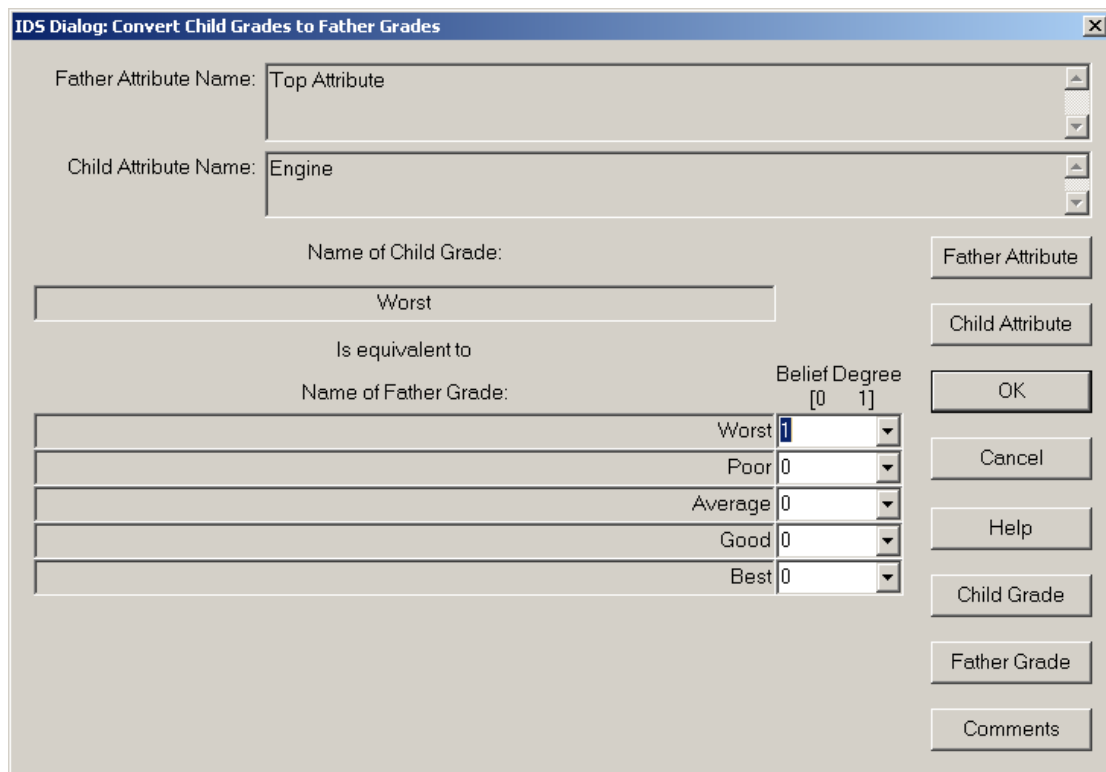 IDS Dialog: Convert Child Grades to Father Grades
Father Attribute Name: Top Attribute
Child Attribute Name: Engine
Name of Child Grade:
Father Attribute
Worst
Child Attribute
Is equivalent to
Name of Father Grade:
Belief Degree
[0 1]
OK
Worst 1
Poor 0
Cancel
Average 0
Good 0
Help
Best 0
Child Grade
Father Grade
Comments